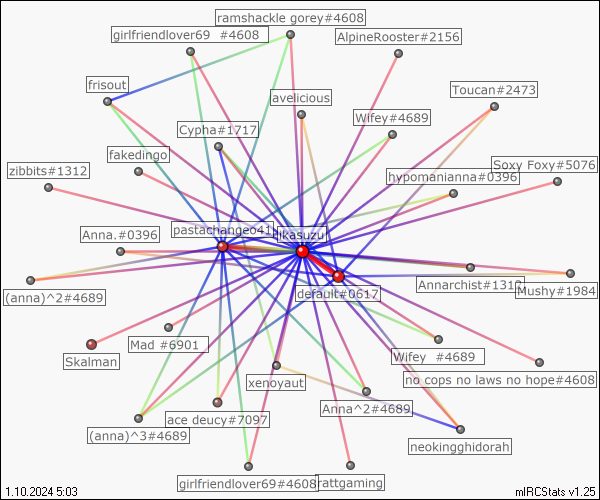 ramshackle gorey#4608
girlfriendlover69 #4608
AlpineRooster#2156
frisout
Toucan#2473
avelicious
Wifey#4689
Cypha#1717
fakedingo
Soxy Foxy#5076
zibbits#1312
hypomanianna#0396
pastachangeo41
jikasuzu
Anna.#0396
default#0617
Annarchist#1312
Mushy#1984
(anna)^2#4689
Mad #6901
Skalman
Wifey #4689
no cops no laws no hope#4608
xenoyaut
Anna^2#4689
ace deucy#7097
(anna)^3#4689
neokingghidorah
girlfriendlover69#4608
rattgaming
1.10.2024 5:03
mIRCStats v1.25